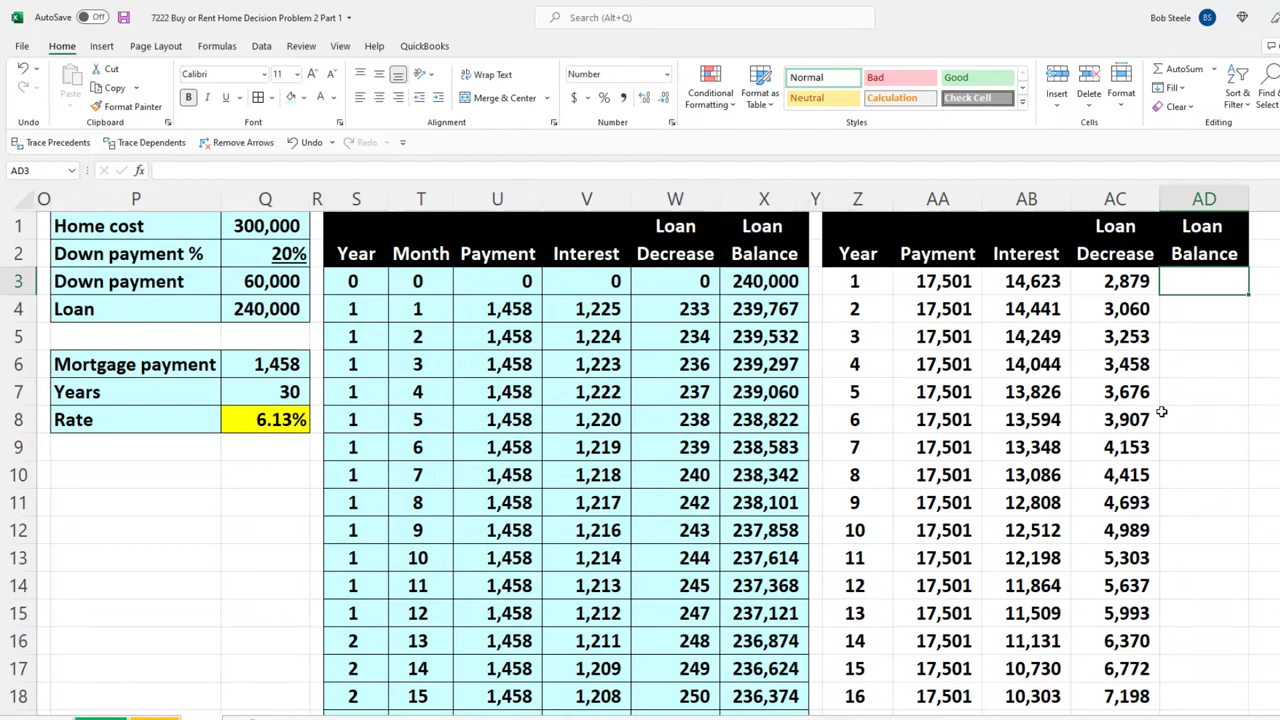 AutoSave Off 7222 Buy or Rent Home Decision Problem 2 Part 1 Search (Alt+Q) Bob Steele BS
File Home Insert Page Layout Formulas Data Review View Help QuickBooks
Paste Cut Copy Format Painter Calibri 11 Wrap Text Merge & Center Number Conditional Formatting Format as Table Normal Bad Good Neutral Calculation Check Cell Insert Delete Format AutoSum Fill Clear Sort & Filter
Undo Clipboard Font Alignment Number Styles Cells Editing
Trace Precedents Trace Dependents Remove Arrows Undo Redo
AD3 fx
O P Q R S T U V W X Y Z AA AB AC AD
1 Home cost 300,000 Loan Loan Loan Loan
2 Down payment % 20% Year Month Payment Interest Decrease Balance Year Payment Interest Decrease Balance
3 Down payment 60,000 0 0 0 0 0 240,000 1 17,501 14,623 2,879
4 Loan 240,000 1 1 1,458 1,225 233 239,767 2 17,501 14,441 3,060
5 1 2 1,458 1,224 234 239,532 3 17,501 14,249 3,253
6 Mortgage payment 1,458 1 3 1,458 1,223 236 239,297 4 17,501 14,044 3,458
7 Years 30 1 4 1,458 1,222 237 239,060 5 17,501 13,826 3,676
8 Rate 6.13% 1 5 1,458 1,220 238 238,822 6 17,501 13,594 3,907
9 1 6 1,458 1,219 239 238,583 7 17,501 13,348 4,153
10 1 7 1,458 1,218 240 238,342 8 17,501 13,086 4,415
11 1 8 1,458 1,217 242 238,101 9 17,501 12,808 4,693
12 1 9 1,458 1,216 243 237,858 10 17,501 12,512 4,989
13 1 10 1,458 1,214 244 237,614 11 17,501 12,198 5,303
14 1 11 1,458 1,213 245 237,368 12 17,501 11,864 5,637
15 1 12 1,458 1,212 247 237,121 13 17,501 11,509 5,993
16 2 13 1,458 1,211 248 236,874 14 17,501 11,131 6,370
17 2 14 1,458 1,209 249 236,624 15 17,501 10,730 6,772
18 2 15 1,458 1,208 250 236,374 16 17,501 10,303 7,198